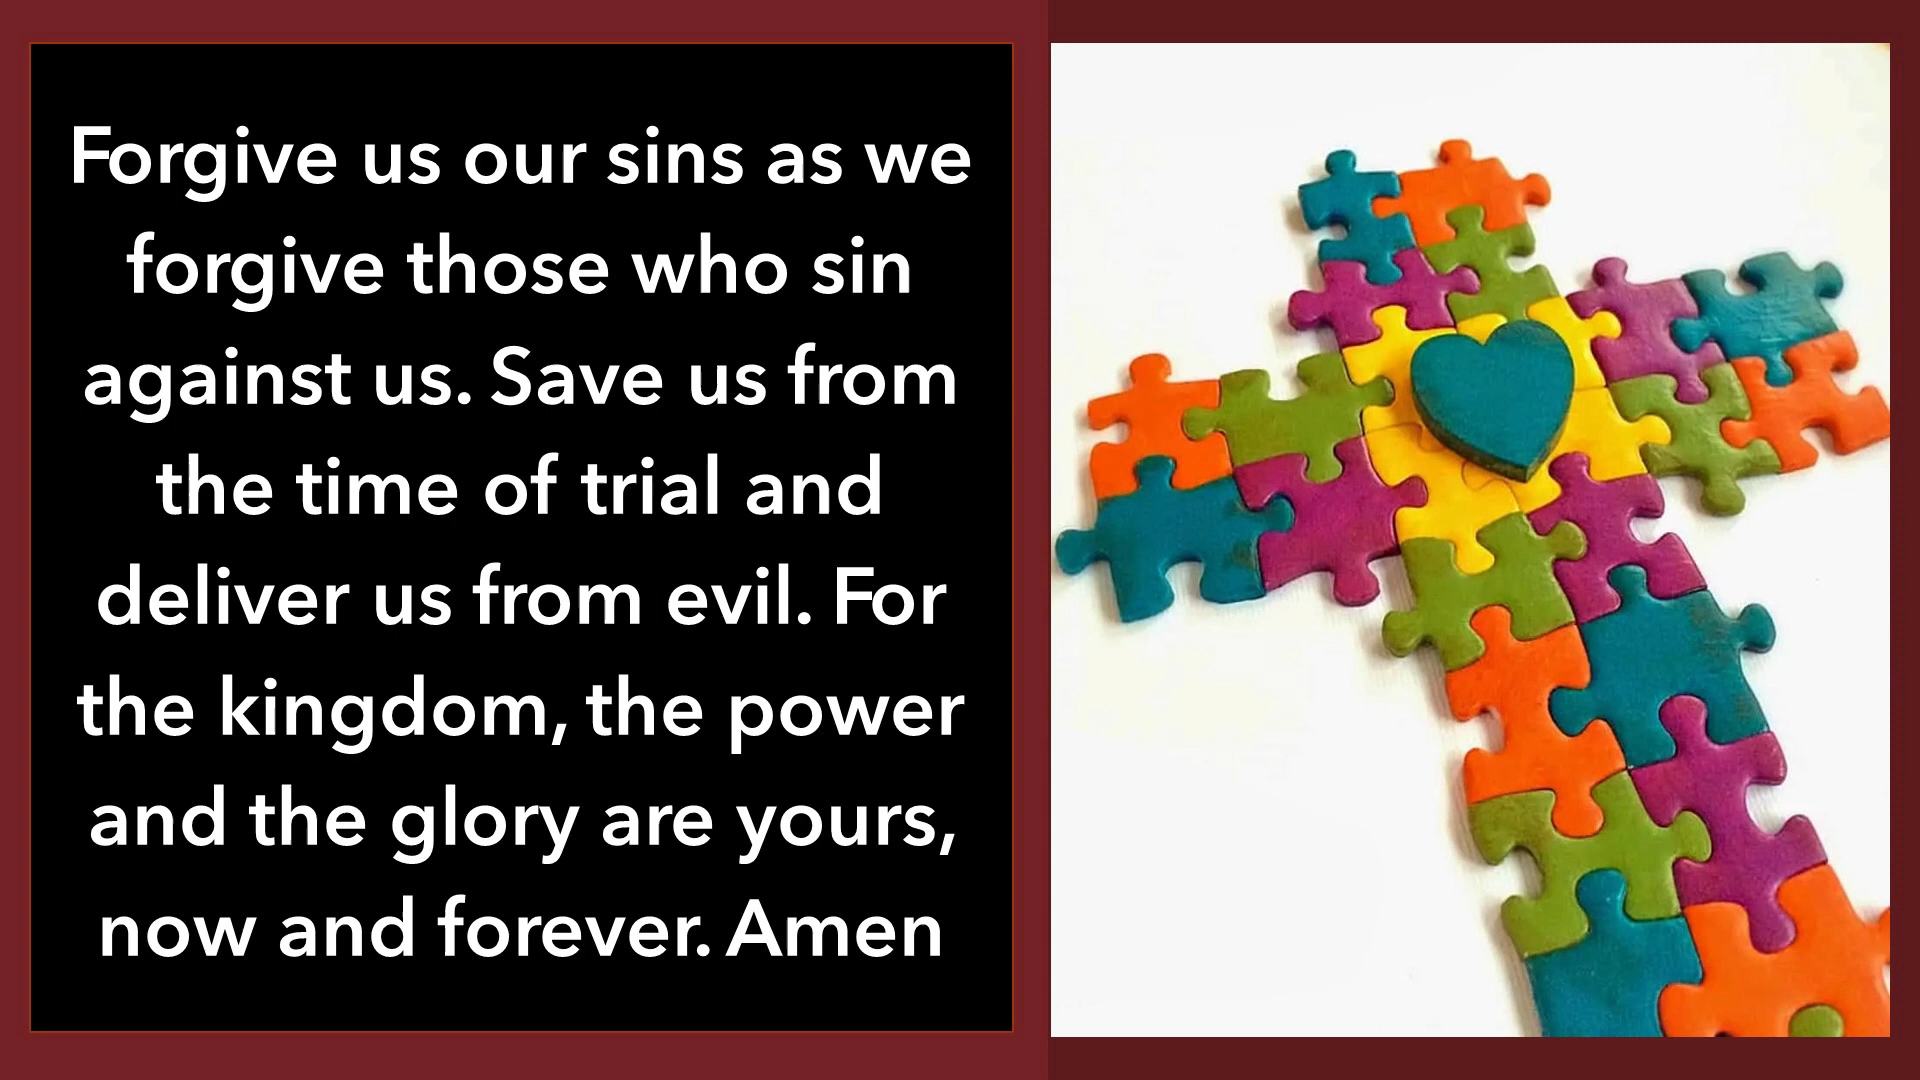 Forgive us our sins as we
forgive those who sin
against us. Save us from
the time of trial and
deliver us from evil. For
the kingdom, the power
and the glory are yours,
now and forever. Amen